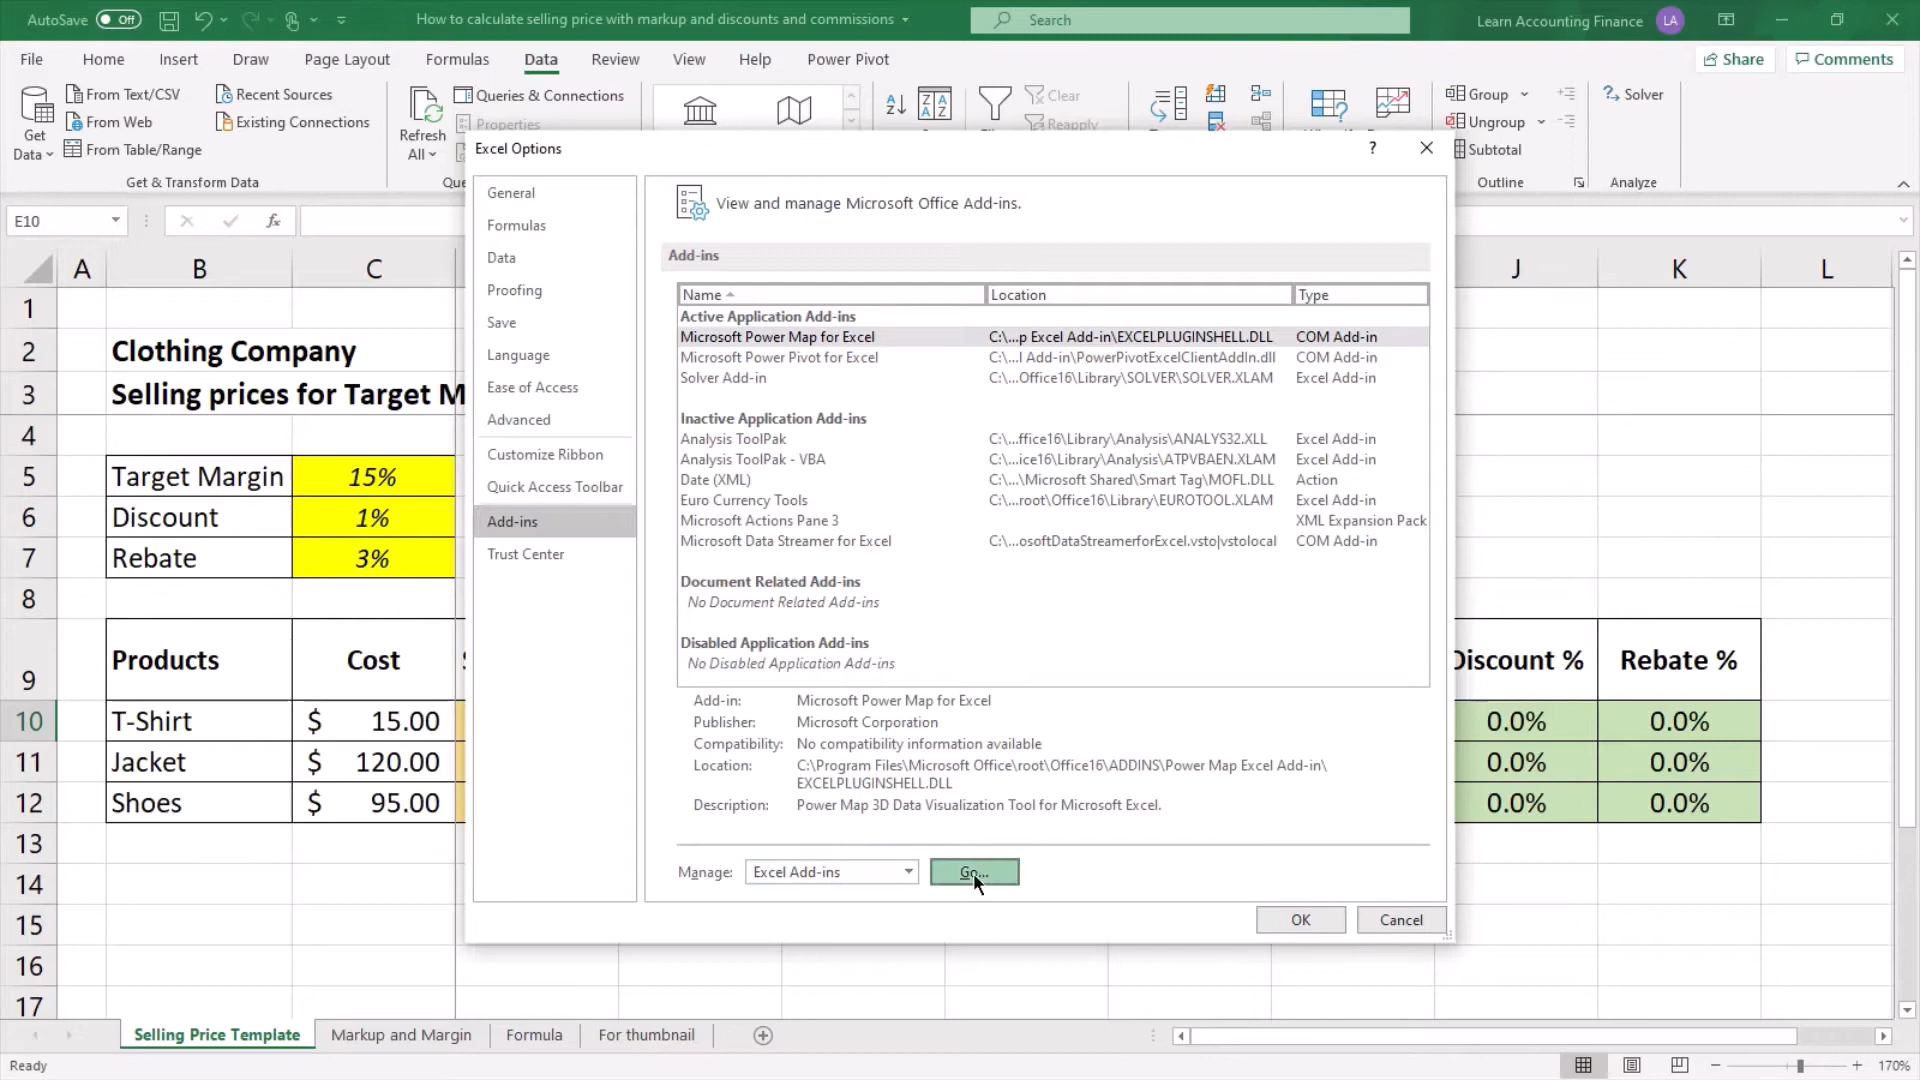 AutoSave Off
How to calculate selling price with markup and discounts and commissions
Search
Learn Accounting Finance LA
File Home Insert Draw Page Layout Formulas Data Review View Help Power Pivot
Share Comments
Get Data
From Text/CSV
From Web
From Table/Range
Recent Sources
Existing Connections
Get & Transform Data
Refresh All
Queries & Connections
Properties
Clear
Reapply
Group
Ungroup
Subtotal
Outline
Solver
Analyze
E10
fx
Excel Options
?
General
Formulas
Data
Proofing
Save
Language
Ease of Access
Advanced
Customize Ribbon
Quick Access Toolbar
Add-ins
Trust Center
View and manage Microsoft Office Add-ins.
Add-ins
Name Location Type
Active Application Add-ins
Microsoft Power Map for Excel C:\...p Excel Add-in\EXCELPLUGINSHELL.DLL COM Add-in
Microsoft Power Pivot for Excel C:\...l Add-in\PowerPivotExcelClientAddIn.dll COM Add-in
Solver Add-in C:\...Office16\Library\SOLVER\SOLVER.XLAM Excel Add-in
Inactive Application Add-ins
Analysis ToolPak C:\...ffice16\Library\Analysis\ANALYS32.XLL Excel Add-in
Analysis ToolPak - VBA C:\...ice16\Library\Analysis\ATPVBAEN.XLAM Excel Add-in
Date (XML) C:\...\Microsoft Shared\Smart Tag\MOFL.DLL Action
Euro Currency Tools C:\...root\Office16\Library\EUROTOOL.XLAM Excel Add-in
Microsoft Actions Pane 3 XML Expansion Pack
Microsoft Data Streamer for Excel C:\...osoftDataStreamerforExcel.vsto|vstolocal COM Add-in
Document Related Add-ins
No Document Related Add-ins
Disabled Application Add-ins
No Disabled Application Add-ins
Add-in: Microsoft Power Map for Excel
Publisher: Microsoft Corporation
Compatibility: No compatibility information available
Location: C:\Program Files\Microsoft Office\root\Office16\ADDINS\Power Map Excel Add-in\
EXCELPLUGINSHELL.DLL
Description: Power Map 3D Data Visualization Tool for Microsoft Excel.
Manage: Excel Add-ins Go...
OK Cancel
A B C J K L
1
2 Clothing Company
3 Selling prices for Target M
4
5 Target Margin 15%
6 Discount 1%
7 Rebate 3%
8
9 Products Cost Discount % Rebate %
10 T-Shirt $ 15.00 0.0% 0.0%
11 Jacket $ 120.00 0.0% 0.0%
12 Shoes $ 95.00 0.0% 0.0%
13
14
15
16
17
Selling Price Template Markup and Margin Formula For thumbnail
Ready 170%